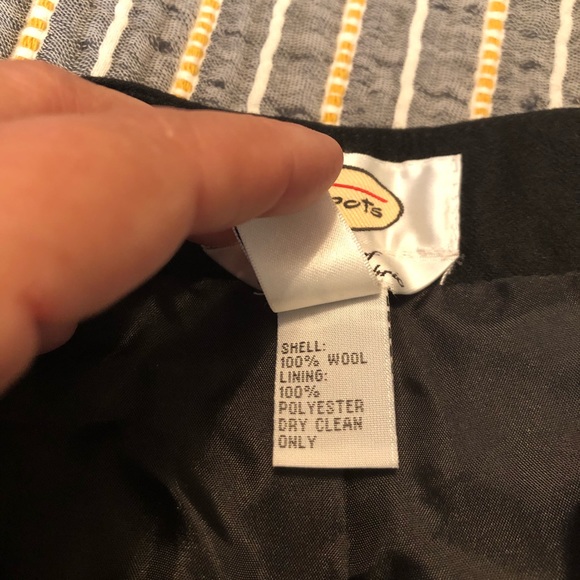 SHELL:
100% WOOL
LINING:
100%
POLYESTER
DRY CLEAN
ONLY